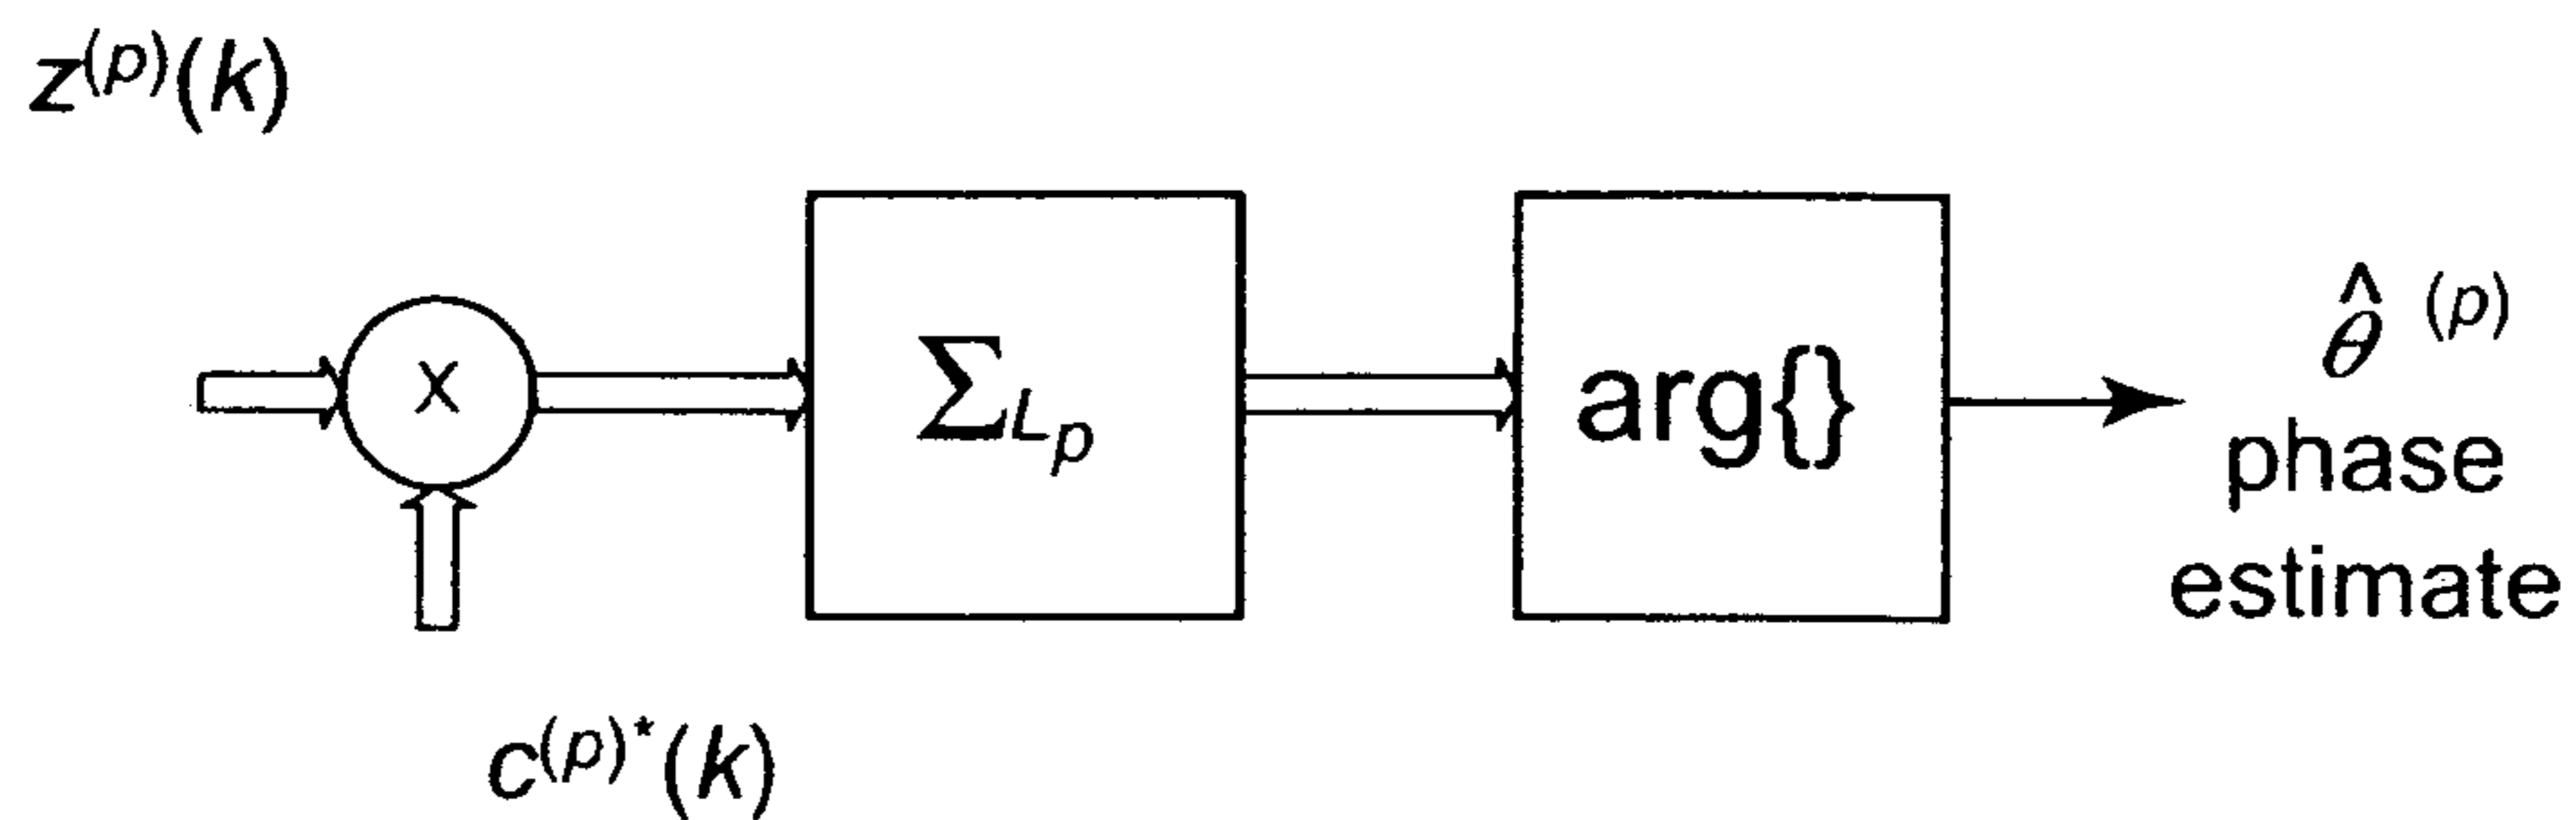 z^(p)(k)
x
Σ_{L_p}
arg{}
θ̂ ^(p)
phase
estimate
c^(p)*(k)